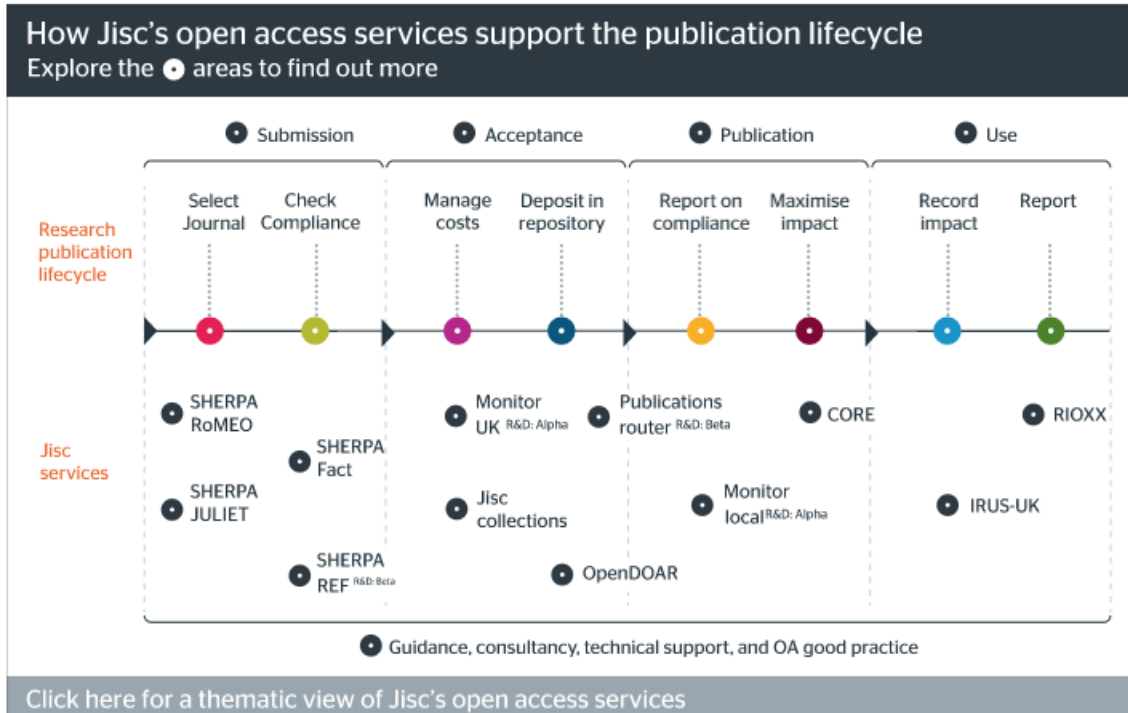 How Jisc's open access services support the publication lifecycle
Explore the areas to find out more
Submission
Acceptance
Publication
Use
Research
publication
lifecycle
Select
Journal
Check
Compliance
Manage
costs
Deposit in
repository
Report on
compliance
Maximise
impact
Record
impact
Report
Jisc
services
SHERPA
RoMEO
SHERPA
JULIET
SHERPA
Fact
SHERPA
REF R&D: Beta
Monitor
UK R&D: Alpha
Jisc
collections
Publications
router R&D: Beta
OpenDOAR
Monitor
local R&D: Alpha
CORE
IRUS-UK
RIOXX
Guidance, consultancy, technical support, and OA good practice
Click here for a thematic view of Jisc's open access services